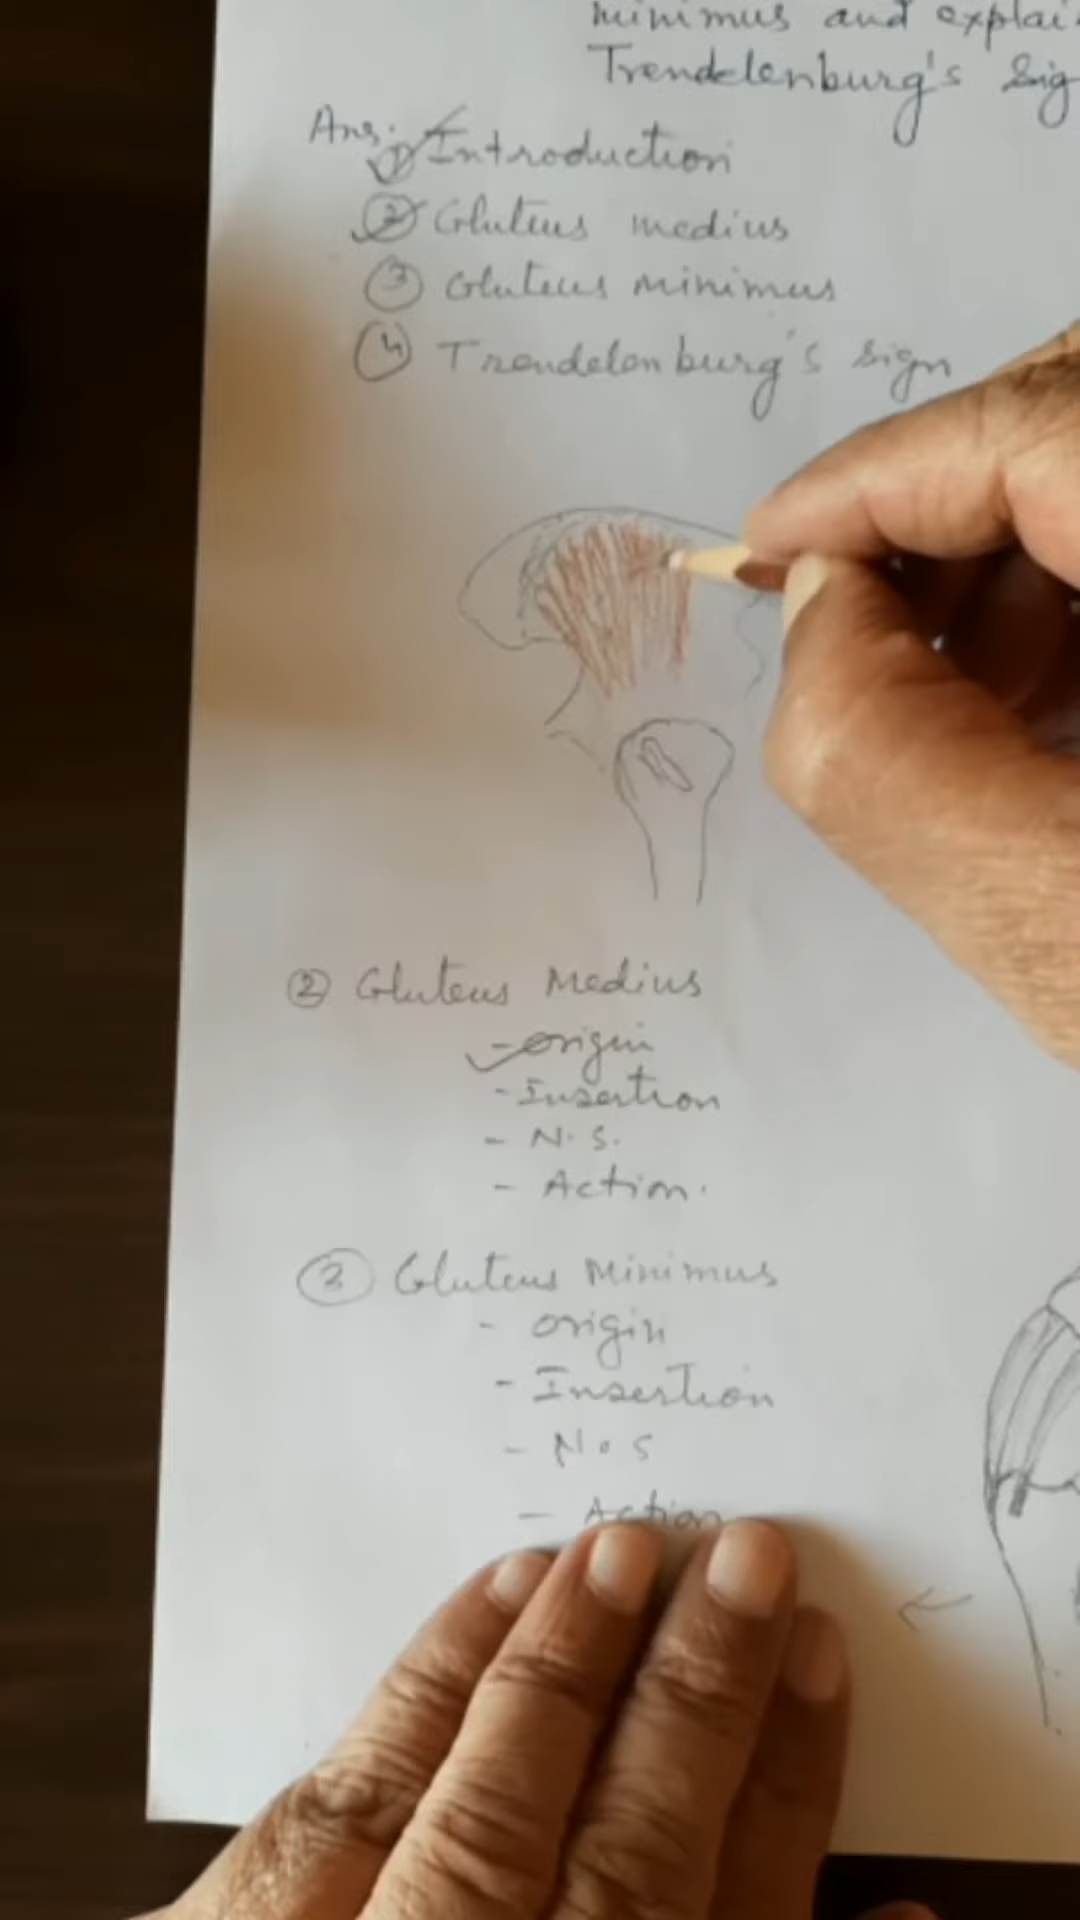 minimus and explai
Trendelenburg's Sig
Ans: ① Introduction
② Gluteus medius
③ Gluteus minimus
④ Trendelenburg's sign
② Gluteus Medius
- origin
- Insertion
- N.S.
- Action.
③ Gluteus Minimus
- origin
- Insertion
- N.S
- Action